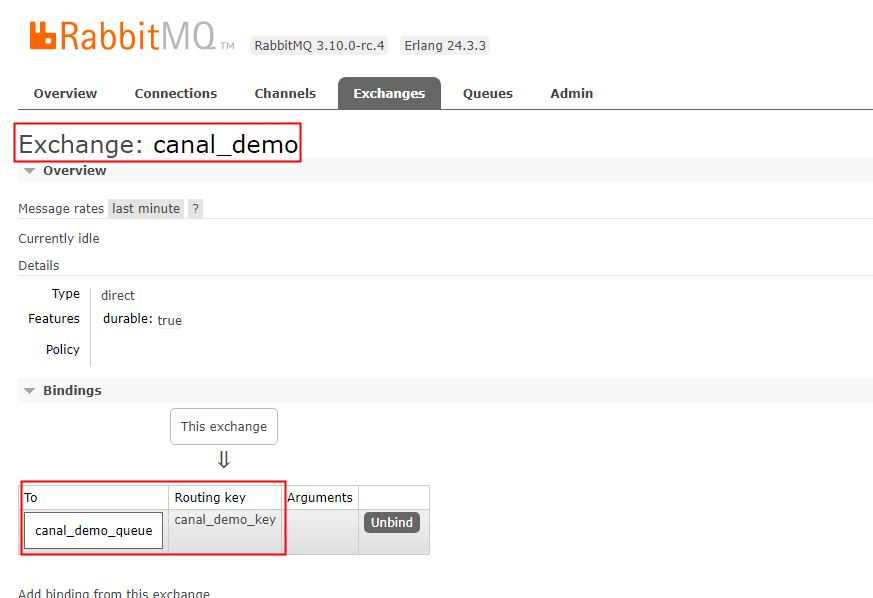 RabbitMQ TM RabbitMQ 3.10.0-rc.4 Erlang 24.3.3
Overview Connections Channels Exchanges Queues Admin
Exchange: canal_demo
Overview
Message rates last minute ?
Currently idle
Details
Type direct
Features durable: true
Policy
Bindings
This exchange
⇓
To Routing key Arguments
canal_demo_queue canal_demo_key Unbind
Add binding from this exchange